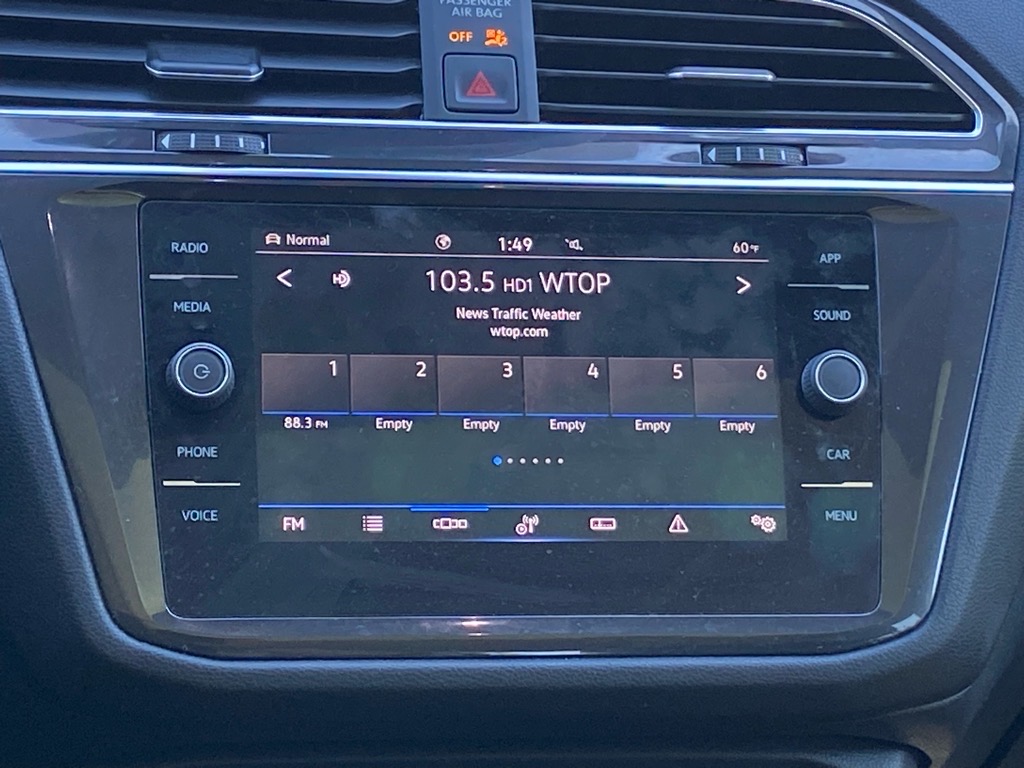 PASSENGER
AIR BAG
OFF
RADIO
MEDIA
PHONE
VOICE
Normal
1:49
60°F
103.5 HD1 WTOP
News Traffic Weather
wtop.com
1 2 3 4 5 6
88.3 FM Empty Empty Empty Empty Empty
FM
APP
SOUND
CAR
MENU